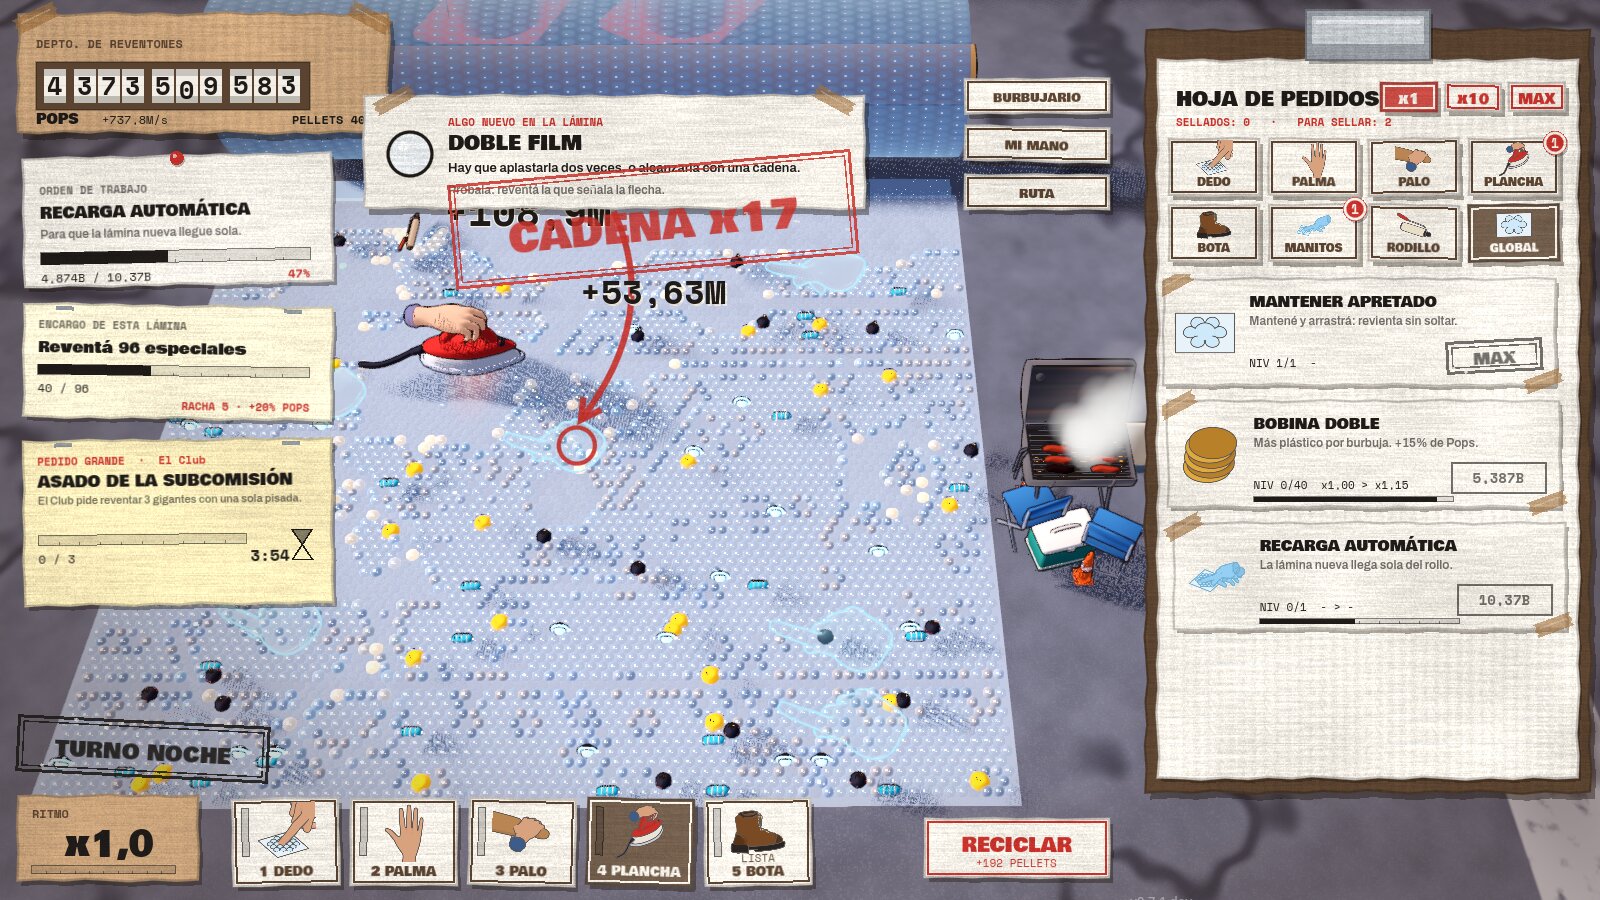 DEPTO. DE REVENTONES
4 373 509 583
POPS +737,8M/s PELLETS 40
ORDEN DE TRABAJO
RECARGA AUTOMÁTICA
Para que la lámina nueva llegue sola.
4,874B / 10,37B 47%
ENCARGO DE ESTA LÁMINA
Reventá 96 especiales
40 / 96
RACHA 5 · +20% POPS
PEDIDO GRANDE · El Club
ASADO DE LA SUBCOMISIÓN
El Club pide reventar 3 gigantes con una sola pisada.
0 / 3 3:54
TURNO NOCHE
RITMO
x1,0
ALGO NUEVO EN LA LÁMINA
DOBLE FILM
Hay que aplastarla dos veces, o alcanzarla con una cadena.
Probala: reventá la que señala la flecha.
+108,9M
CADENA x17
+53,63M
BURBUJARIO
MI MANO
RUTA
1 DEDO
2 PALMA
3 PALO
4 PLANCHA
LISTA
5 BOTA
RECICLAR
+192 PELLETS
HOJA DE PEDIDOS x1 x10 MAX
SELLADOS: 0 · PARA SELLAR: 2
DEDO PALMA PALO PLANCHA 1
BOTA MANITOS 1 RODILLO GLOBAL
MANTENER APRETADO
Mantené y arrastrá: revienta sin soltar.
NIV 1/1 - MAX
BOBINA DOBLE
Más plástico por burbuja. +15% de Pops.
NIV 0/40 x1,00 > x1,15 5,387B
RECARGA AUTOMÁTICA
La lámina nueva llega sola del rollo.
NIV 0/1 - > - 10,37B